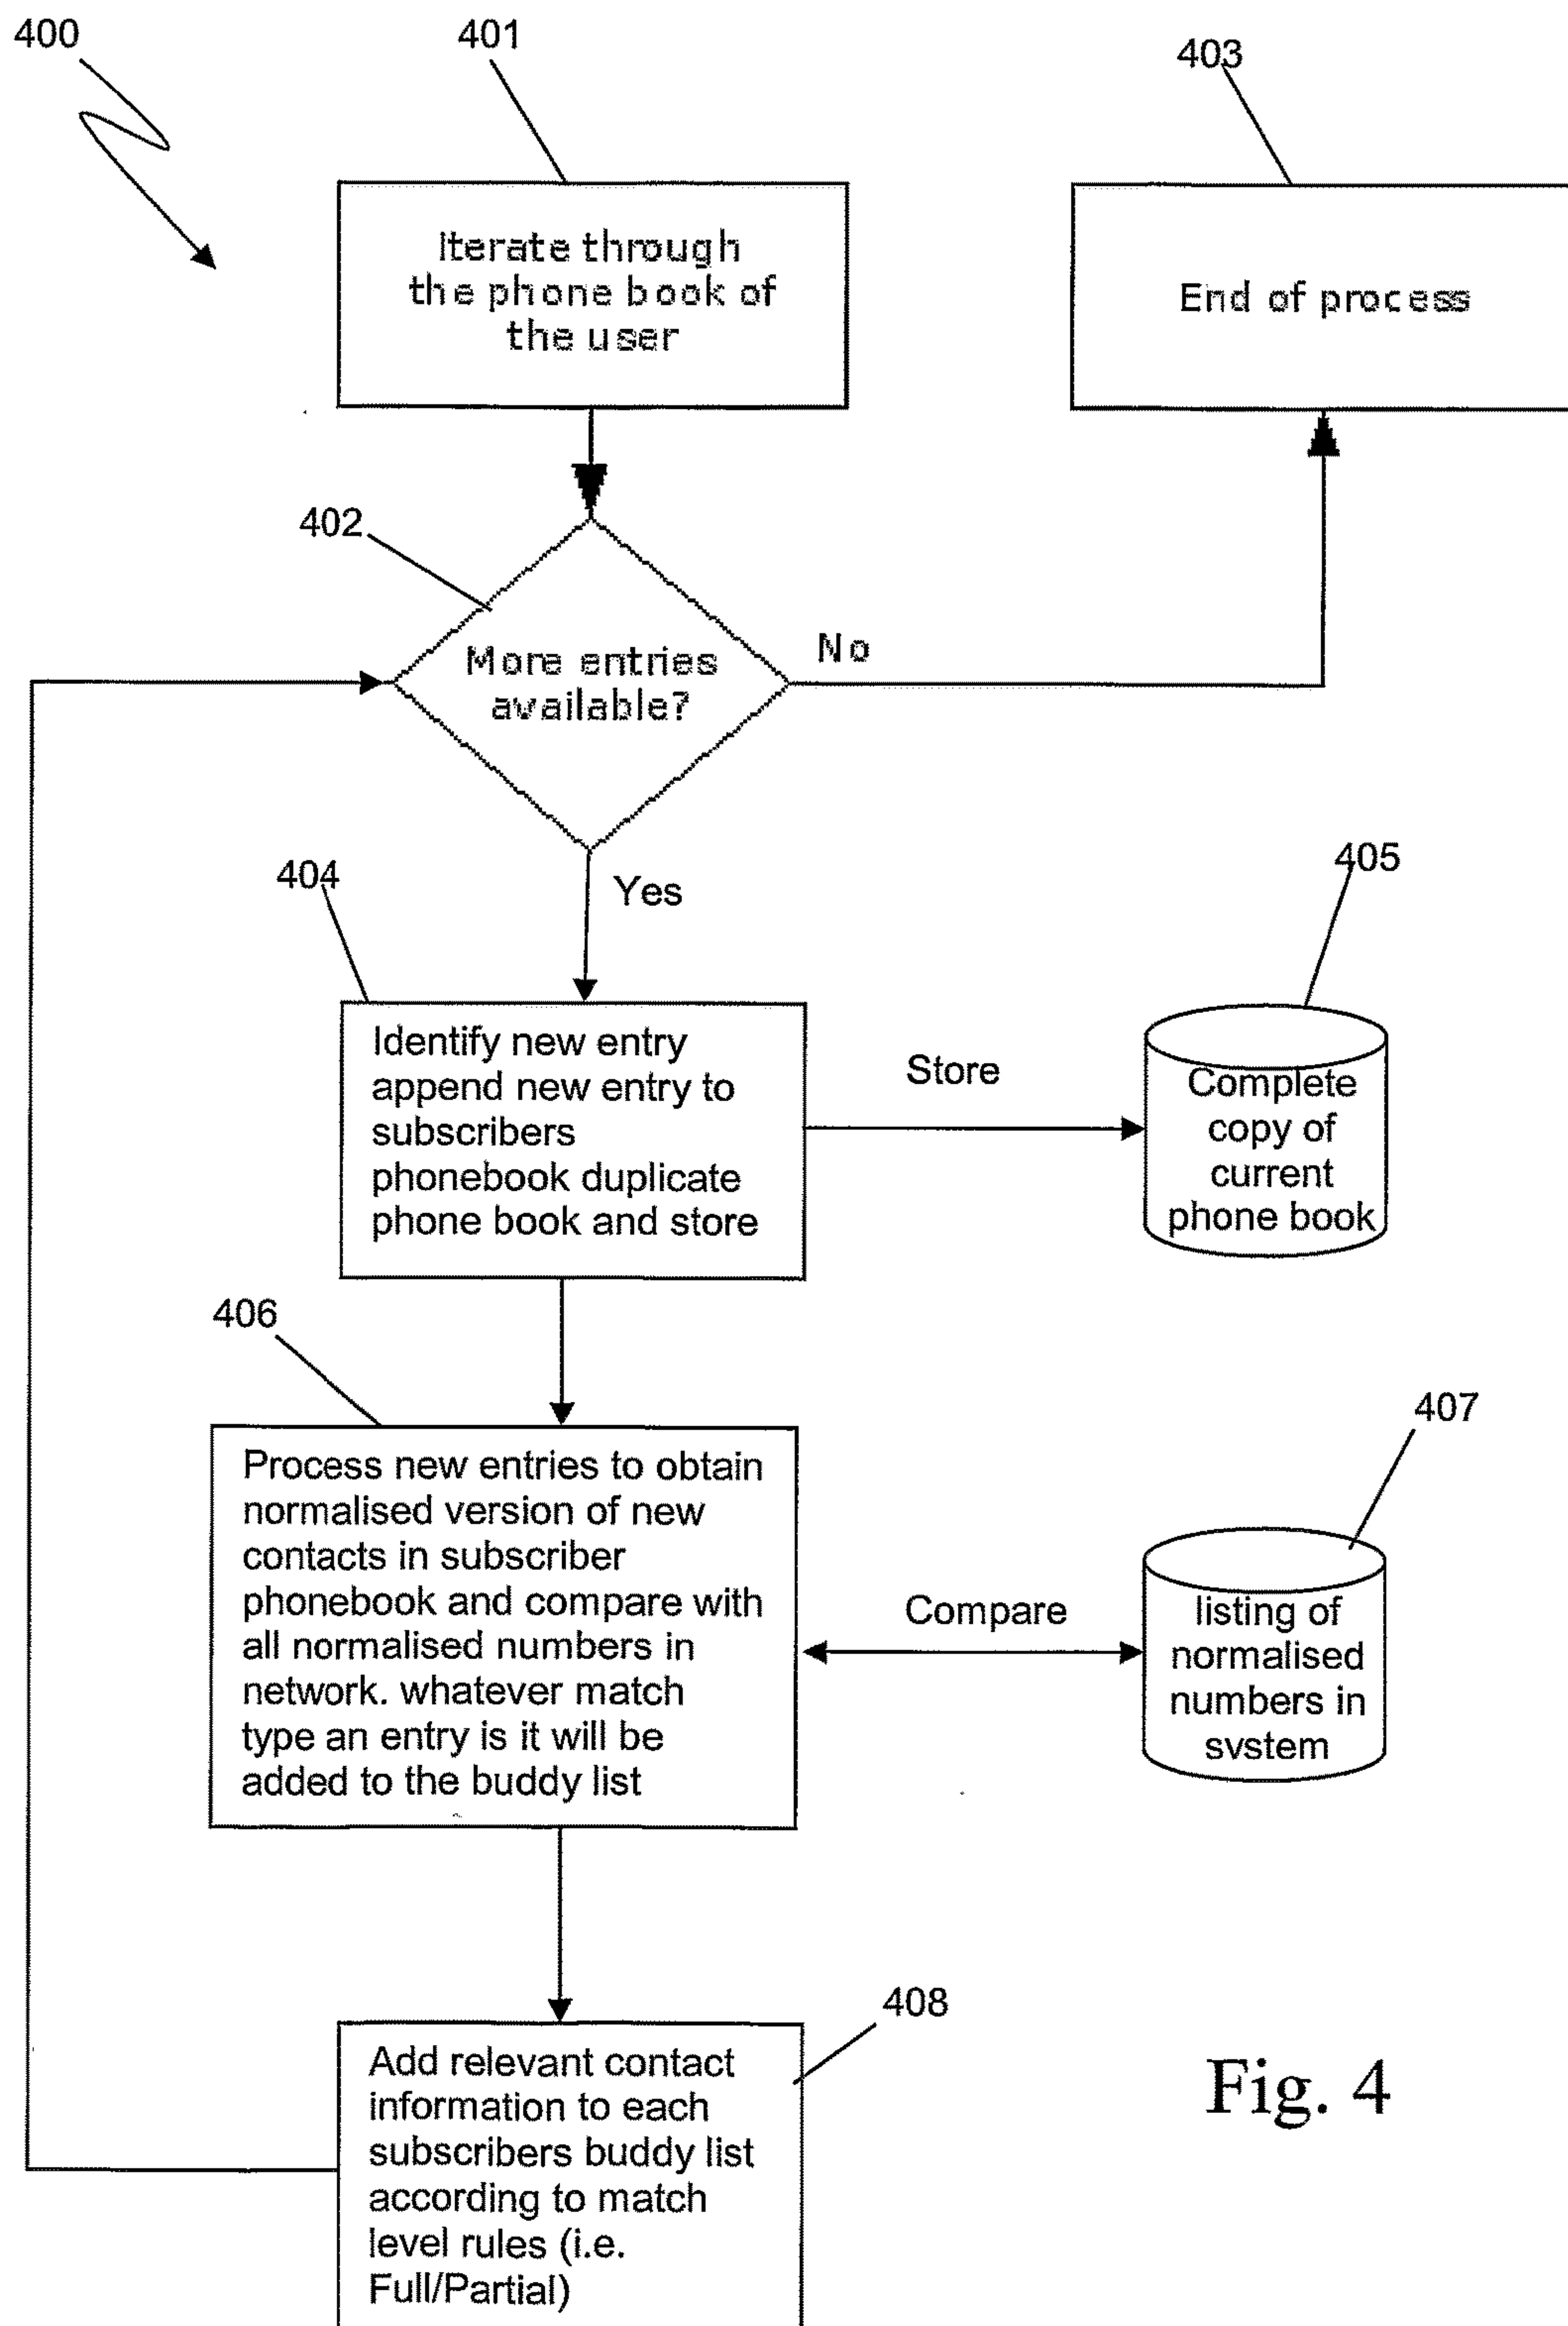 400
401
403
Iterate through
the phone book of
the user
End of process
402
More entries
available?
No
404
Yes
405
Identify new entry
append new entry to
subscribers
phonebook duplicate
phone book and store
Store
Complete
copy of
current
phone book
406
407
Process new entries to obtain
normalised version of new
contacts in subscriber
phonebook and compare with
all normalised numbers in
network. whatever match
type an entry is it will be
added to the buddy list
Compare
listing of
normalised
numbers in
system
408
Add relevant contact
information to each
subscribers buddy list
according to match
level rules (i.e.
Full/Partial)
Fig. 4